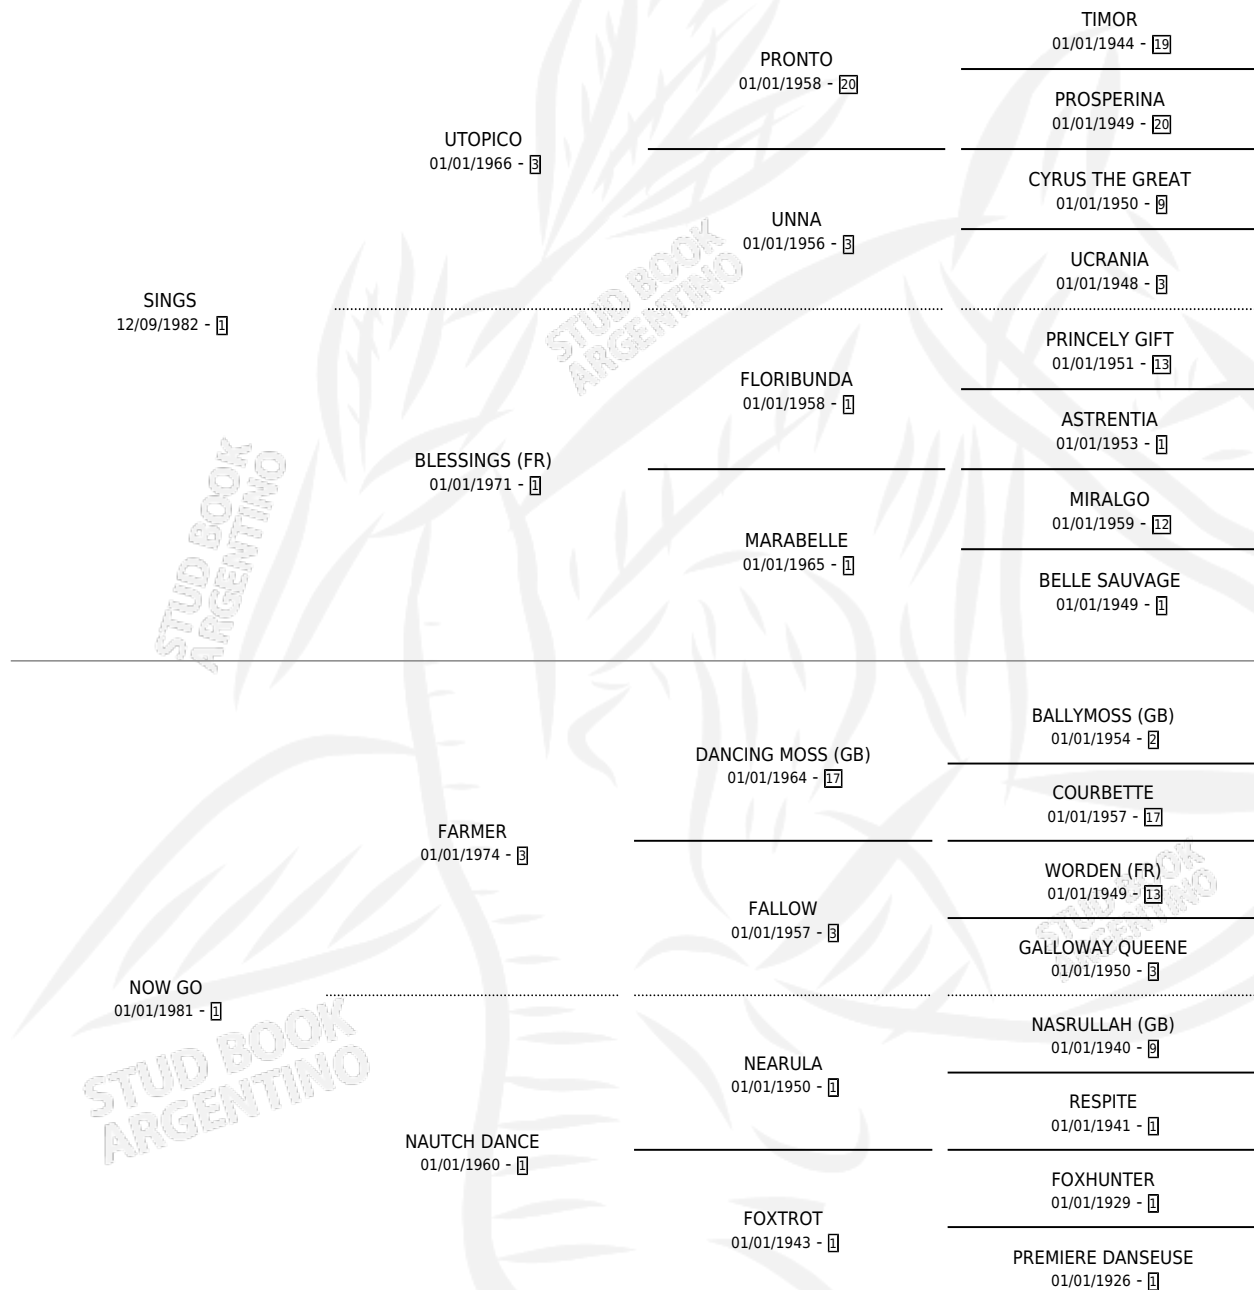 TIMOR
01/01/1944 - 19
PRONTO
01/01/1958 - 20
PROSPERINA
01/01/1949 - 20
UTOPICO
01/01/1966 - 3
CYRUS THE GREAT
01/01/1950 - 9
UNNA
01/01/1956 - 3
UCRANIA
01/01/1948 - 3
SINGS
12/09/1982 - 1
PRINCELY GIFT
01/01/1951 - 13
FLORIBUNDA
01/01/1958 - 1
ASTRENTIA
01/01/1953 - 1
BLESSINGS (FR)
01/01/1971 - 1
MIRALGO
01/01/1959 - 12
MARABELLE
01/01/1965 - 1
BELLE SAUVAGE
01/01/1949 - 1
STUD BOOK
ARGENTINO
STUD BOOK
ARGENTINO
BALLYMOSS (GB)
01/01/1954 - 2
DANCING MOSS (GB)
01/01/1964 - 17
COURBETTE
01/01/1957 - 17
FARMER
01/01/1974 - 3
WORDEN (FR)
01/01/1949 - 13
FALLOW
01/01/1957 - 3
GALLOWAY QUEENE
01/01/1950 - 3
NOW GO
01/01/1981 - 1
NASRULLAH (GB)
01/01/1940 - 9
NEARULA
01/01/1950 - 1
RESPITE
01/01/1941 - 1
NAUTCH DANCE
01/01/1960 - 1
FOXHUNTER
01/01/1929 - 1
FOXTROT
01/01/1943 - 1
PREMIERE DANSEUSE
01/01/1926 - 1
STUD BOOK
ARGENTINO
STUD BOOK
ARGENTINO